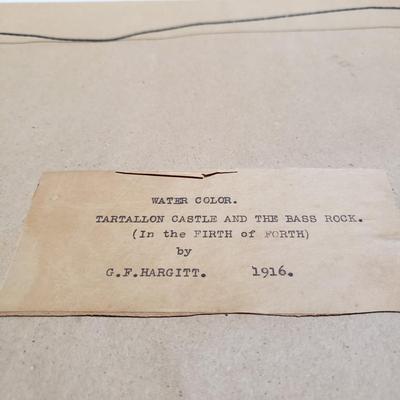 WATER COLOR.
TARTALLON CASTLE AND THE BASS ROCK.
(In the FIRTH of FORTH)
by
G.F.HARGITT. 1916.